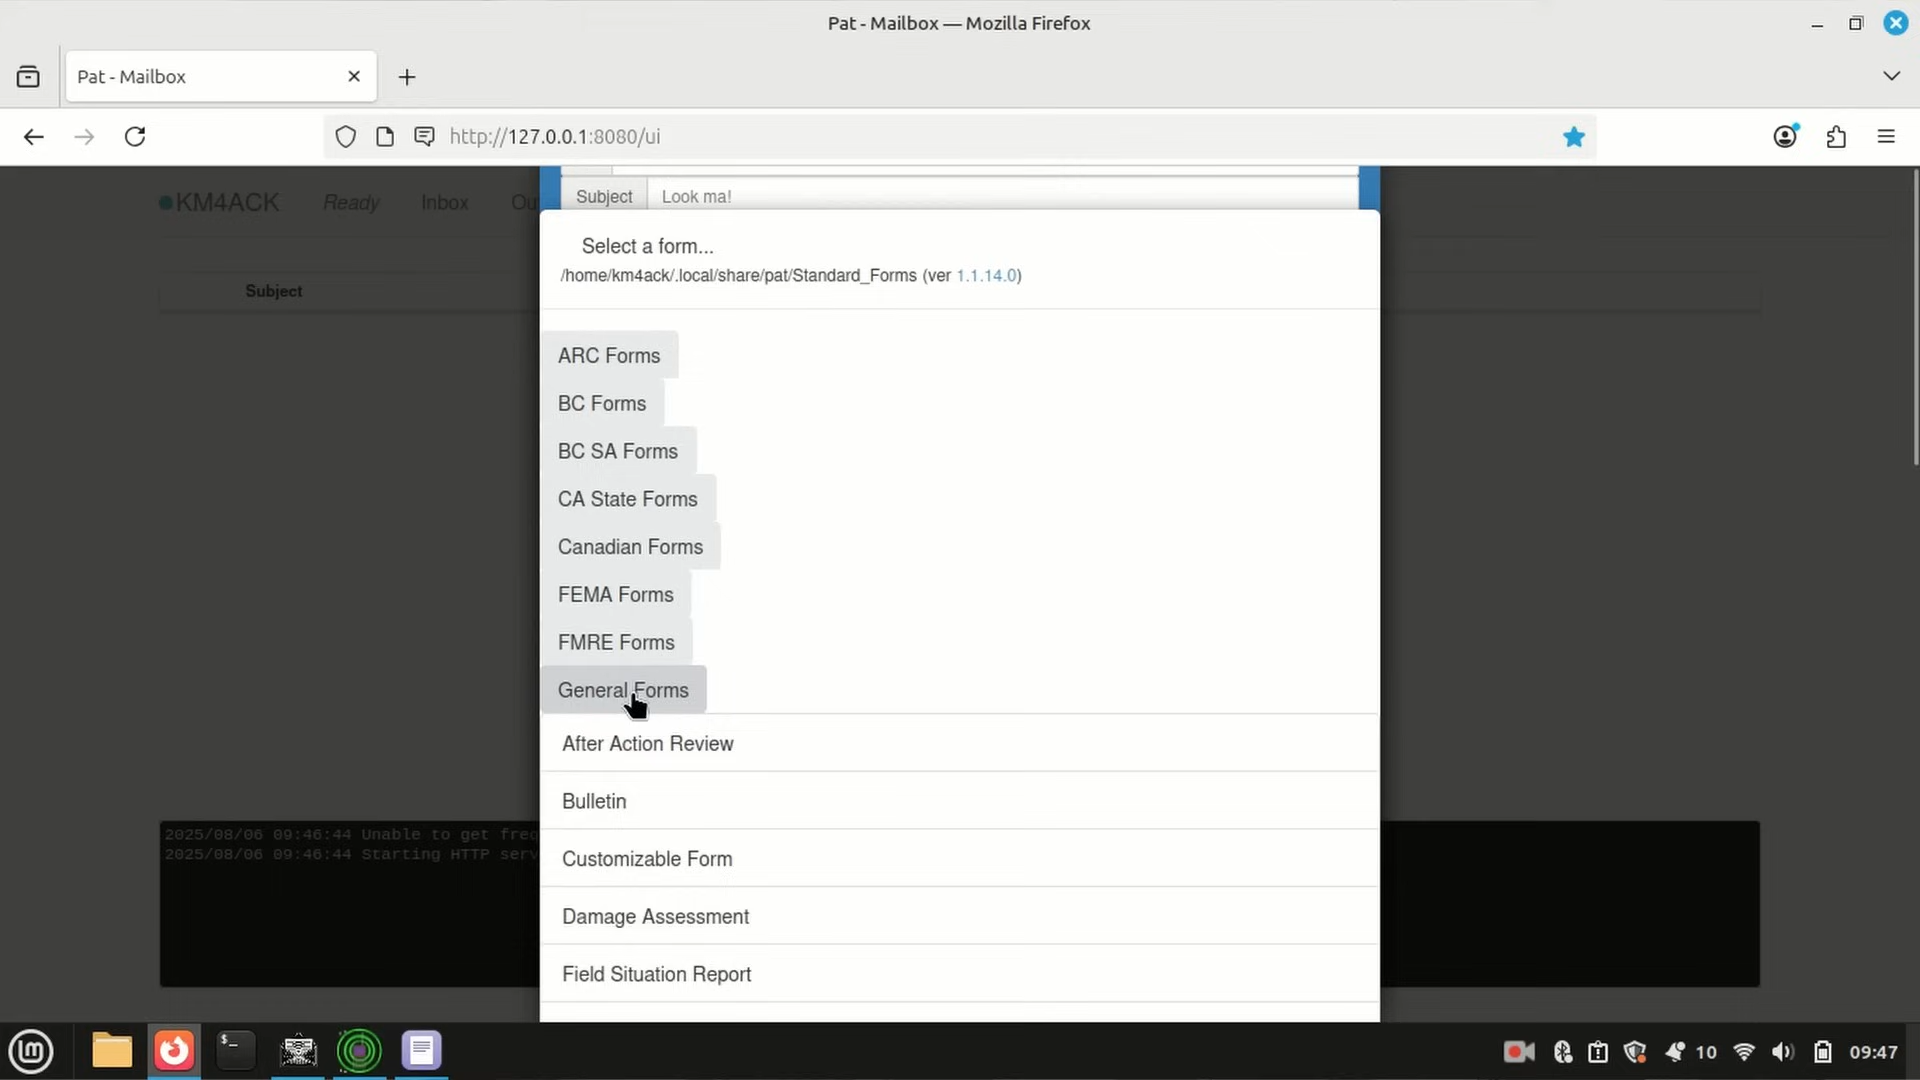 Pat - Mailbox — Mozilla Firefox
Pat - Mailbox
http://127.0.0.1:8080/ui
KM4ACK Ready Inbox Ou
Subject Look ma!
Select a form...
/home/km4ack/.local/share/pat/Standard_Forms (ver 1.1.14.0)
Subject
ARC Forms
BC Forms
BC SA Forms
CA State Forms
Canadian Forms
FEMA Forms
FMRE Forms
General Forms
After Action Review
Bulletin
Customizable Form
Damage Assessment
Field Situation Report
2025/08/06 09:46:44 Unable to get freq
2025/08/06 09:46:44 Starting HTTP serv
$_
10
09:47